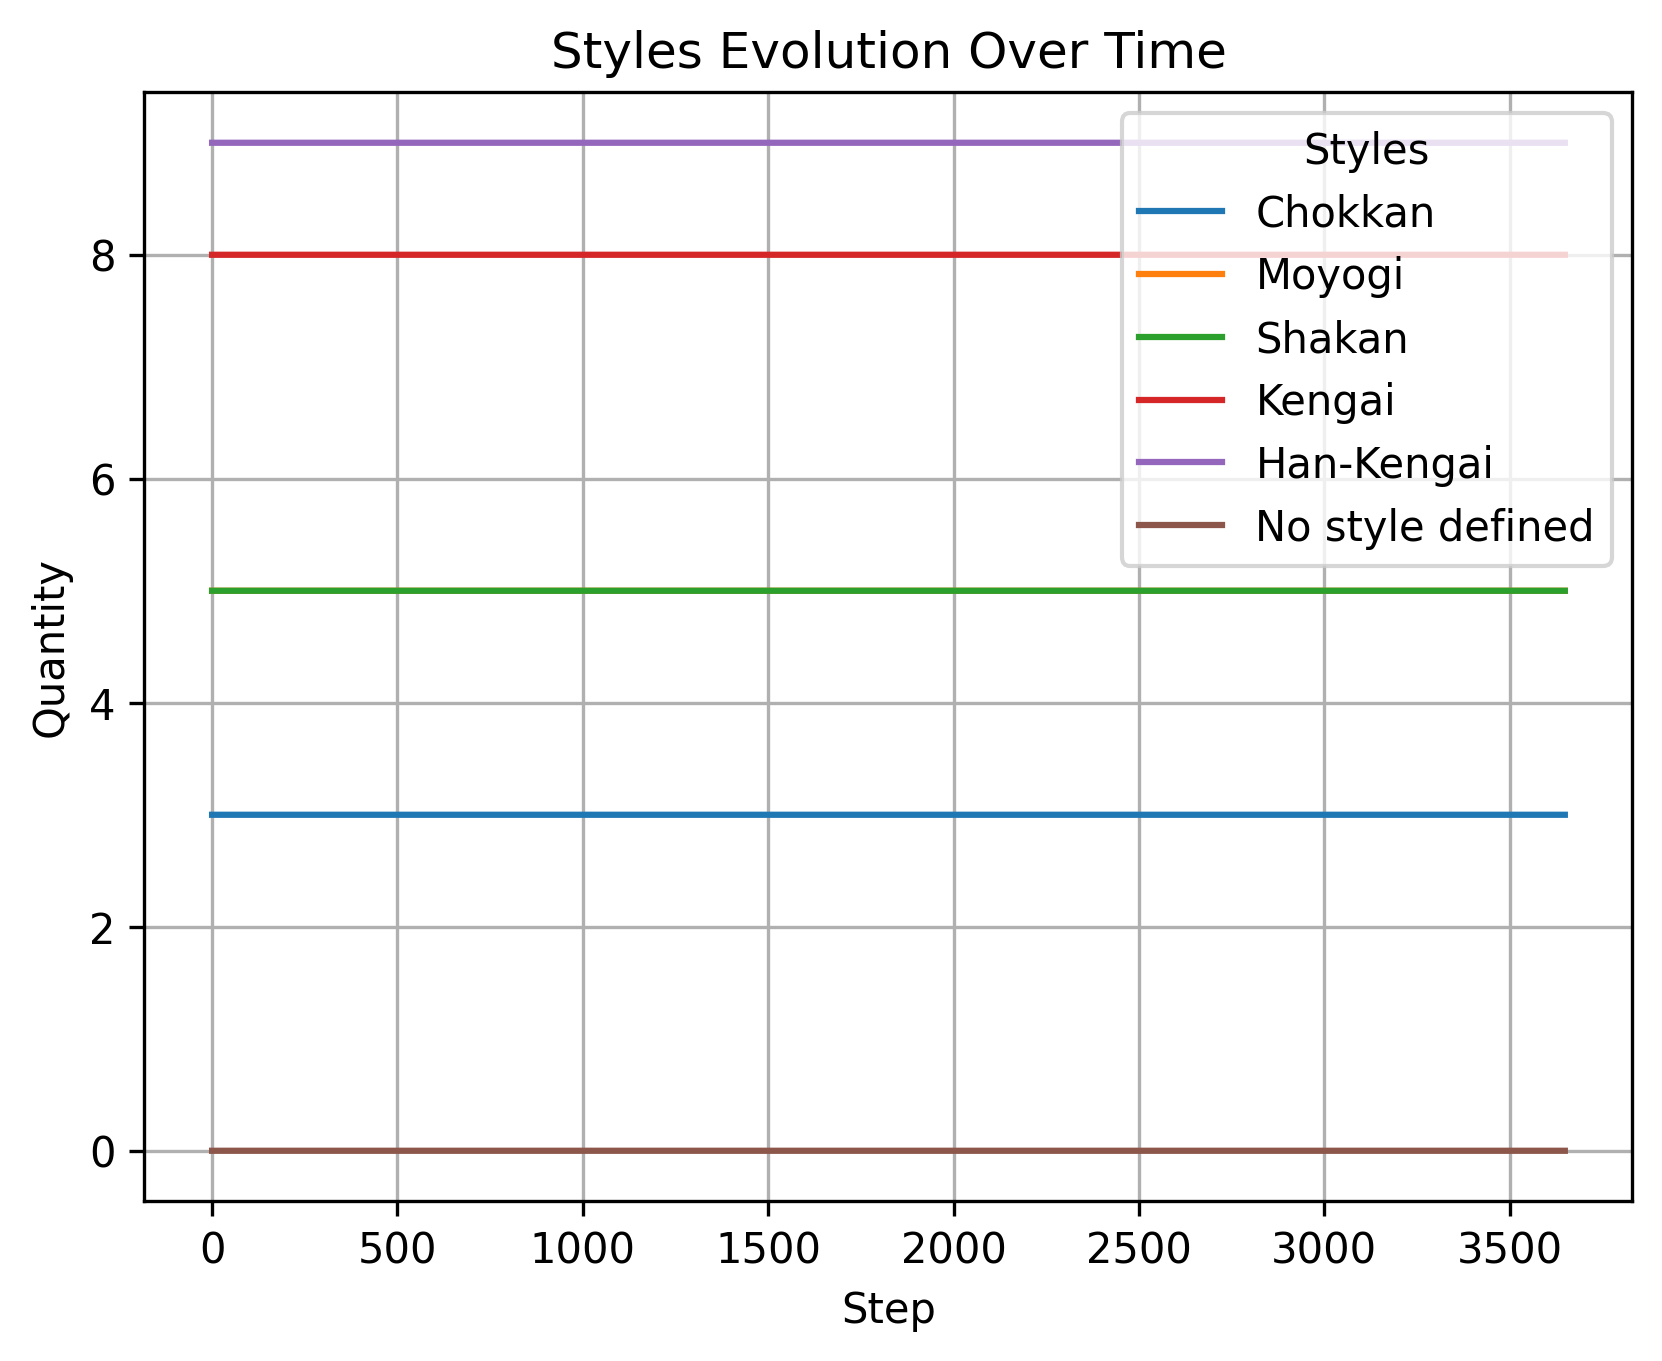 Styles Evolution Over Time
Styles
Chokkan
Moyogi
Shakan
Kengai
Han-Kengai
No style defined
Quantity
8
6
4
2
0
0 500 1000 1500 2000 2500 3000 3500
Step